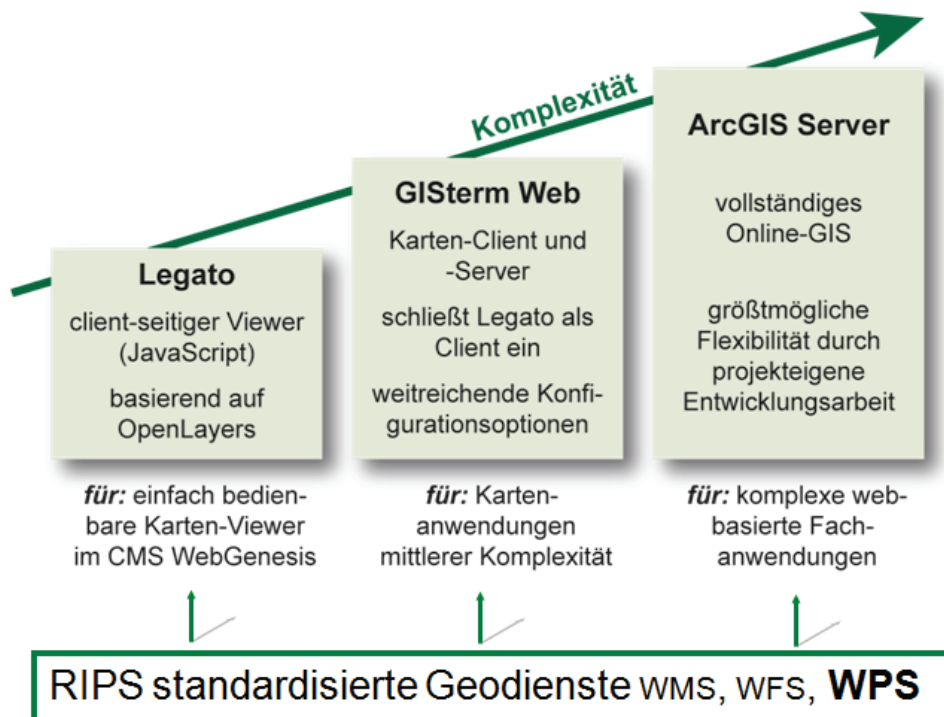 Komplexität
Legato
client-seitiger Viewer
(JavaScript)
basierend auf
OpenLayers
für: einfach bedien-
bare Karten-Viewer
im CMS WebGenesis
GISterm Web
Karten-Client und
-Server
schließt Legato als
Client ein
weitreichende Konfi-
gurationsoptionen
für: Karten-
anwendungen
mittlerer Komplexität
ArcGIS Server
vollständiges
Online-GIS
größtmögliche
Flexibilität durch
projekteigene
Entwicklungsarbeit
für: komplexe web-
basierte Fach-
anwendungen
RIPS standardisierte Geodienste WMS, WFS, WPS